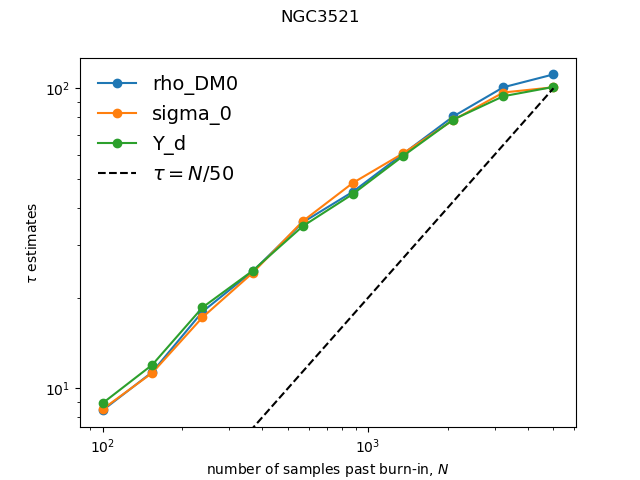 NGC3521
10²
10¹
τ estimates
rho_DM0
sigma_0
Y_d
τ = N/50
10²
10³
number of samples past burn-in, N